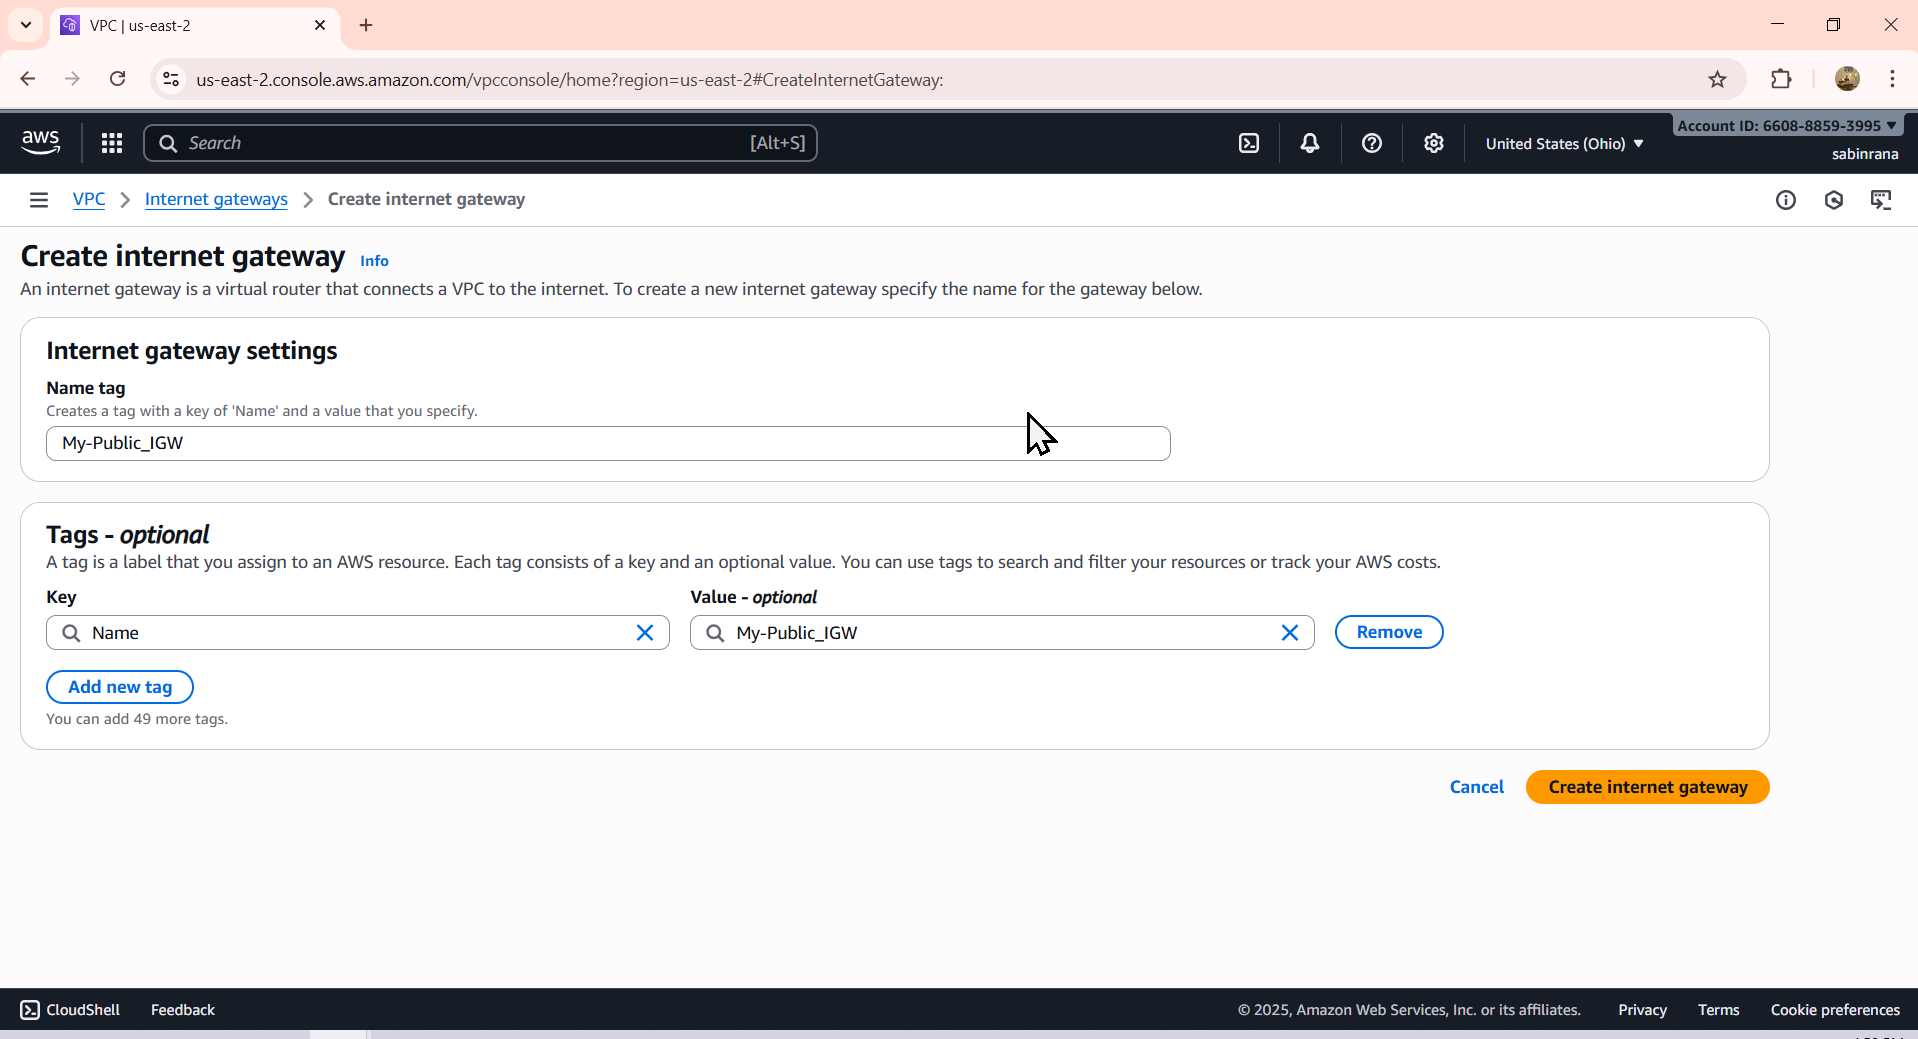 VPC | us-east-2
us-east-2.console.aws.amazon.com/vpcconsole/home?region=us-east-2#CreateInternetGateway:
aws
Search
[Alt+S]
United States (Ohio)
Account ID: 6608-8859-3995
sabinrana
VPC
Internet gateways
Create internet gateway
Create internet gateway Info
An internet gateway is a virtual router that connects a VPC to the internet. To create a new internet gateway specify the name for the gateway below.
Internet gateway settings
Name tag
Creates a tag with a key of 'Name' and a value that you specify.
My-Public_IGW
Tags - optional
A tag is a label that you assign to an AWS resource. Each tag consists of a key and an optional value. You can use tags to search and filter your resources or track your AWS costs.
Key
Value - optional
Name
My-Public_IGW
Remove
Add new tag
You can add 49 more tags.
Cancel
Create internet gateway
CloudShell
Feedback
© 2025, Amazon Web Services, Inc. or its affiliates.
Privacy
Terms
Cookie preferences